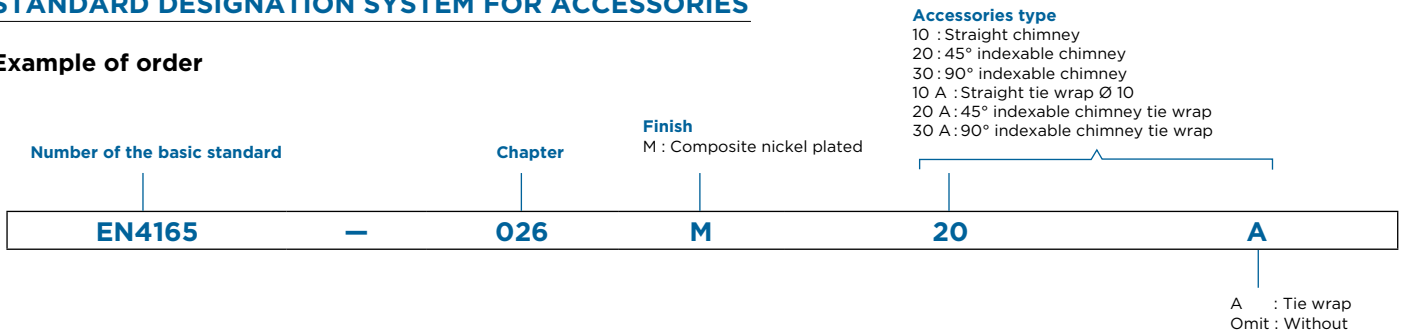 STANDARD DESIGNATION SYSTEM FOR ACCESSORIES
Example of order
Accessories type
10 : Straight chimney
20 : 45° indexable chimney
30 : 90° indexable chimney
10 A : Straight tie wrap Ø 10
20 A : 45° indexable chimney tie wrap
30 A : 90° indexable chimney tie wrap
Finish
M : Composite nickel plated
Number of the basic standard
Chapter
EN4165 — 026 M 20 A
A : Tie wrap
Omit : Without